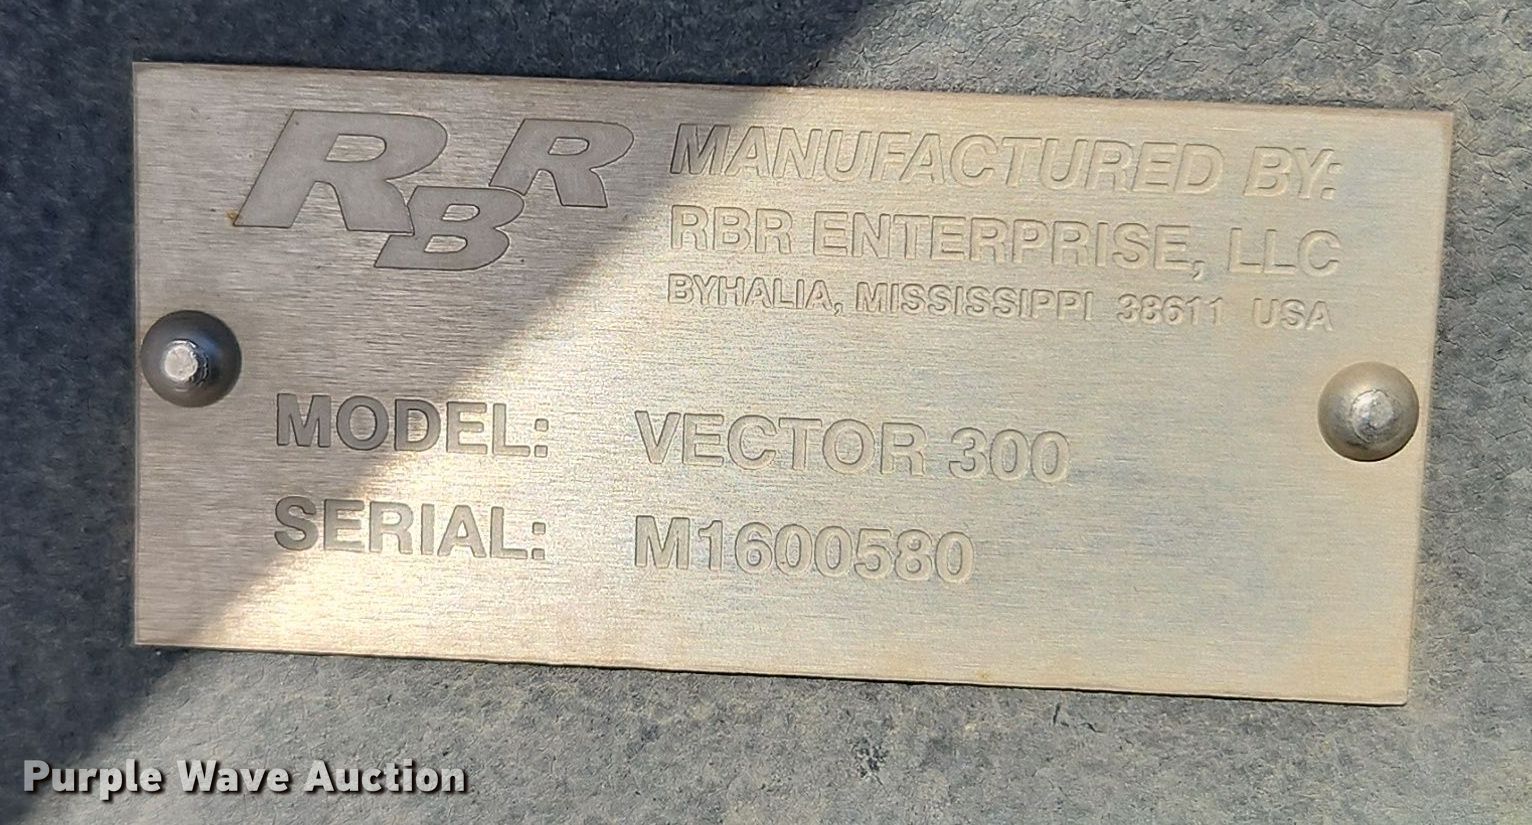 RBR
MANUFACTURED BY:
RBR ENTERPRISE, LLC
BYHALIA, MISSISSIPPI 38611 USA
MODEL: VECTOR 300
SERIAL: M1600580
Purple Wave Auction